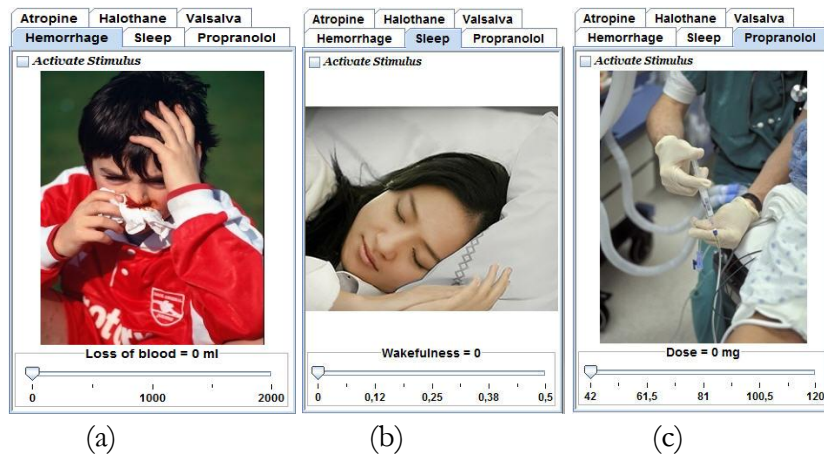 Atropine Halothane Valsalva
Hemorrhage Sleep Propranolol
Activate Stimulus
Loss of blood = 0 ml
0 1000 2000
(a)
Atropine Halothane Valsalva
Hemorrhage Sleep Propranolol
Activate Stimulus
Wakefulness = 0
0 0,12 0,25 0,38 0,5
(b)
Atropine Halothane Valsalva
Hemorrhage Sleep Propranolol
Activate Stimulus
Dose = 0 mg
42 61,5 81 100,5 120
(c)